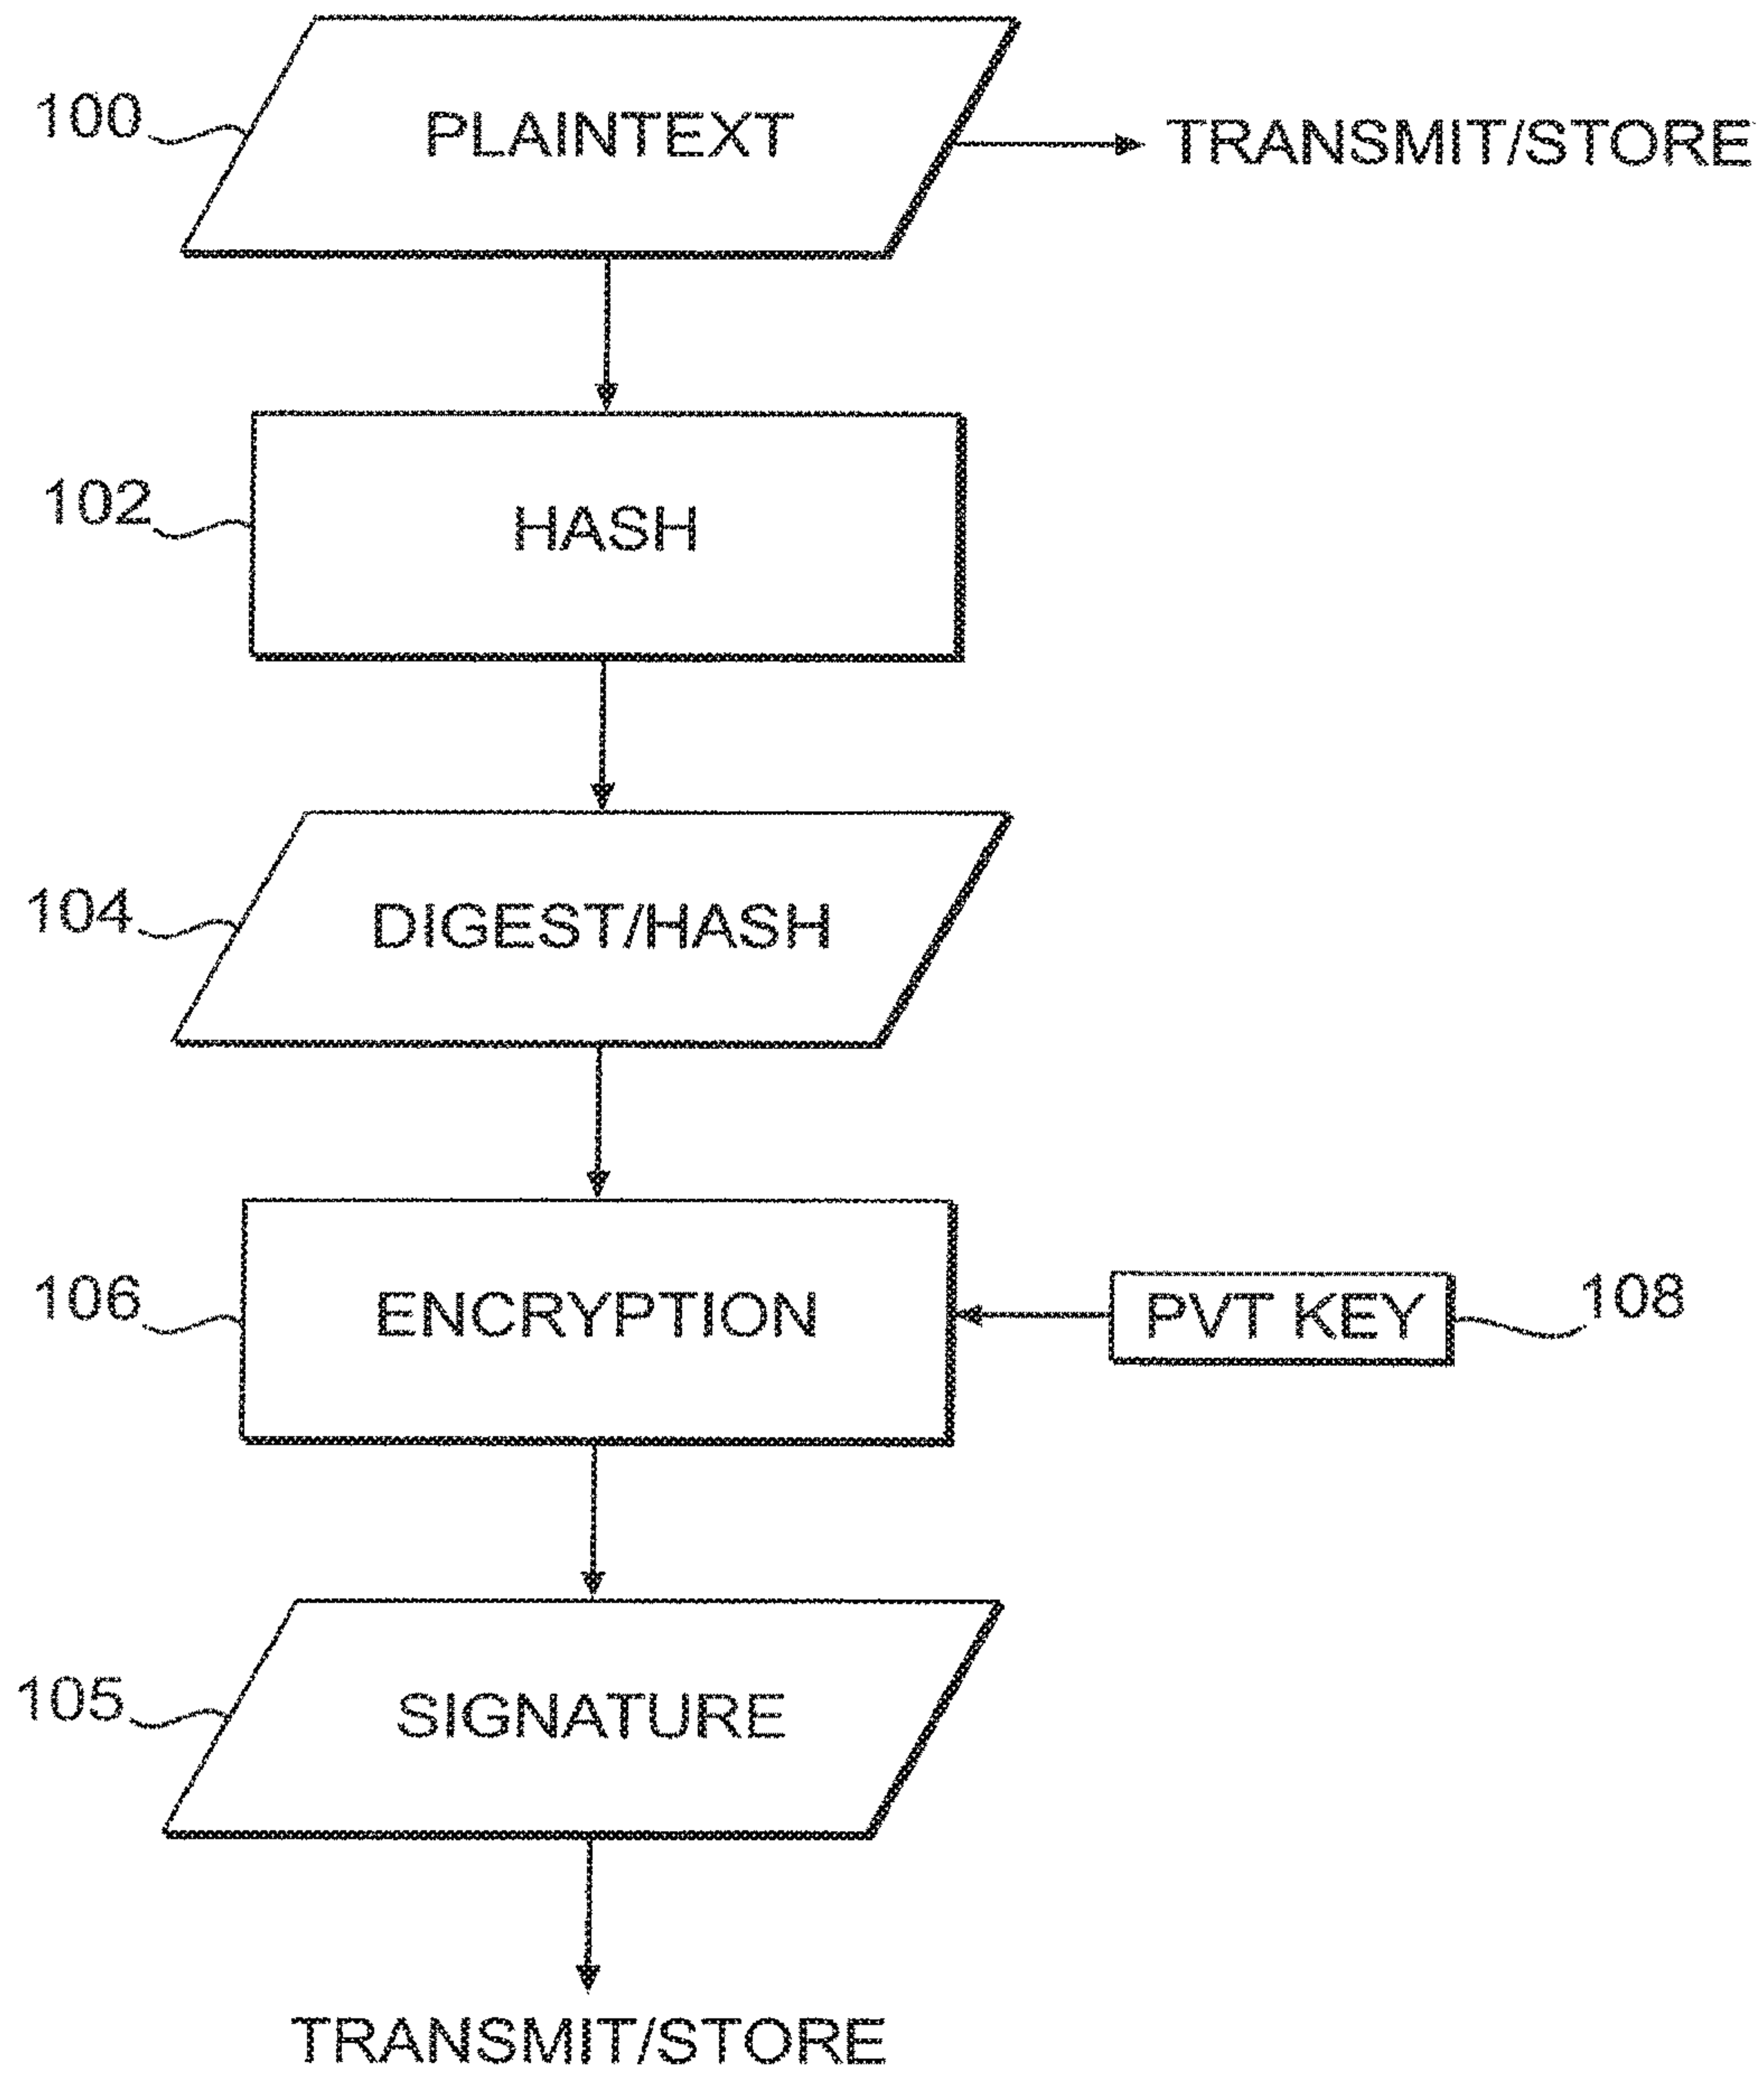 100
PLAINTEXT
TRANSMIT/STORE
102
HASH
104
DIGEST/HASH
106
ENCRYPTION
PVT KEY
108
105
SIGNATURE
TRANSMIT/STORE